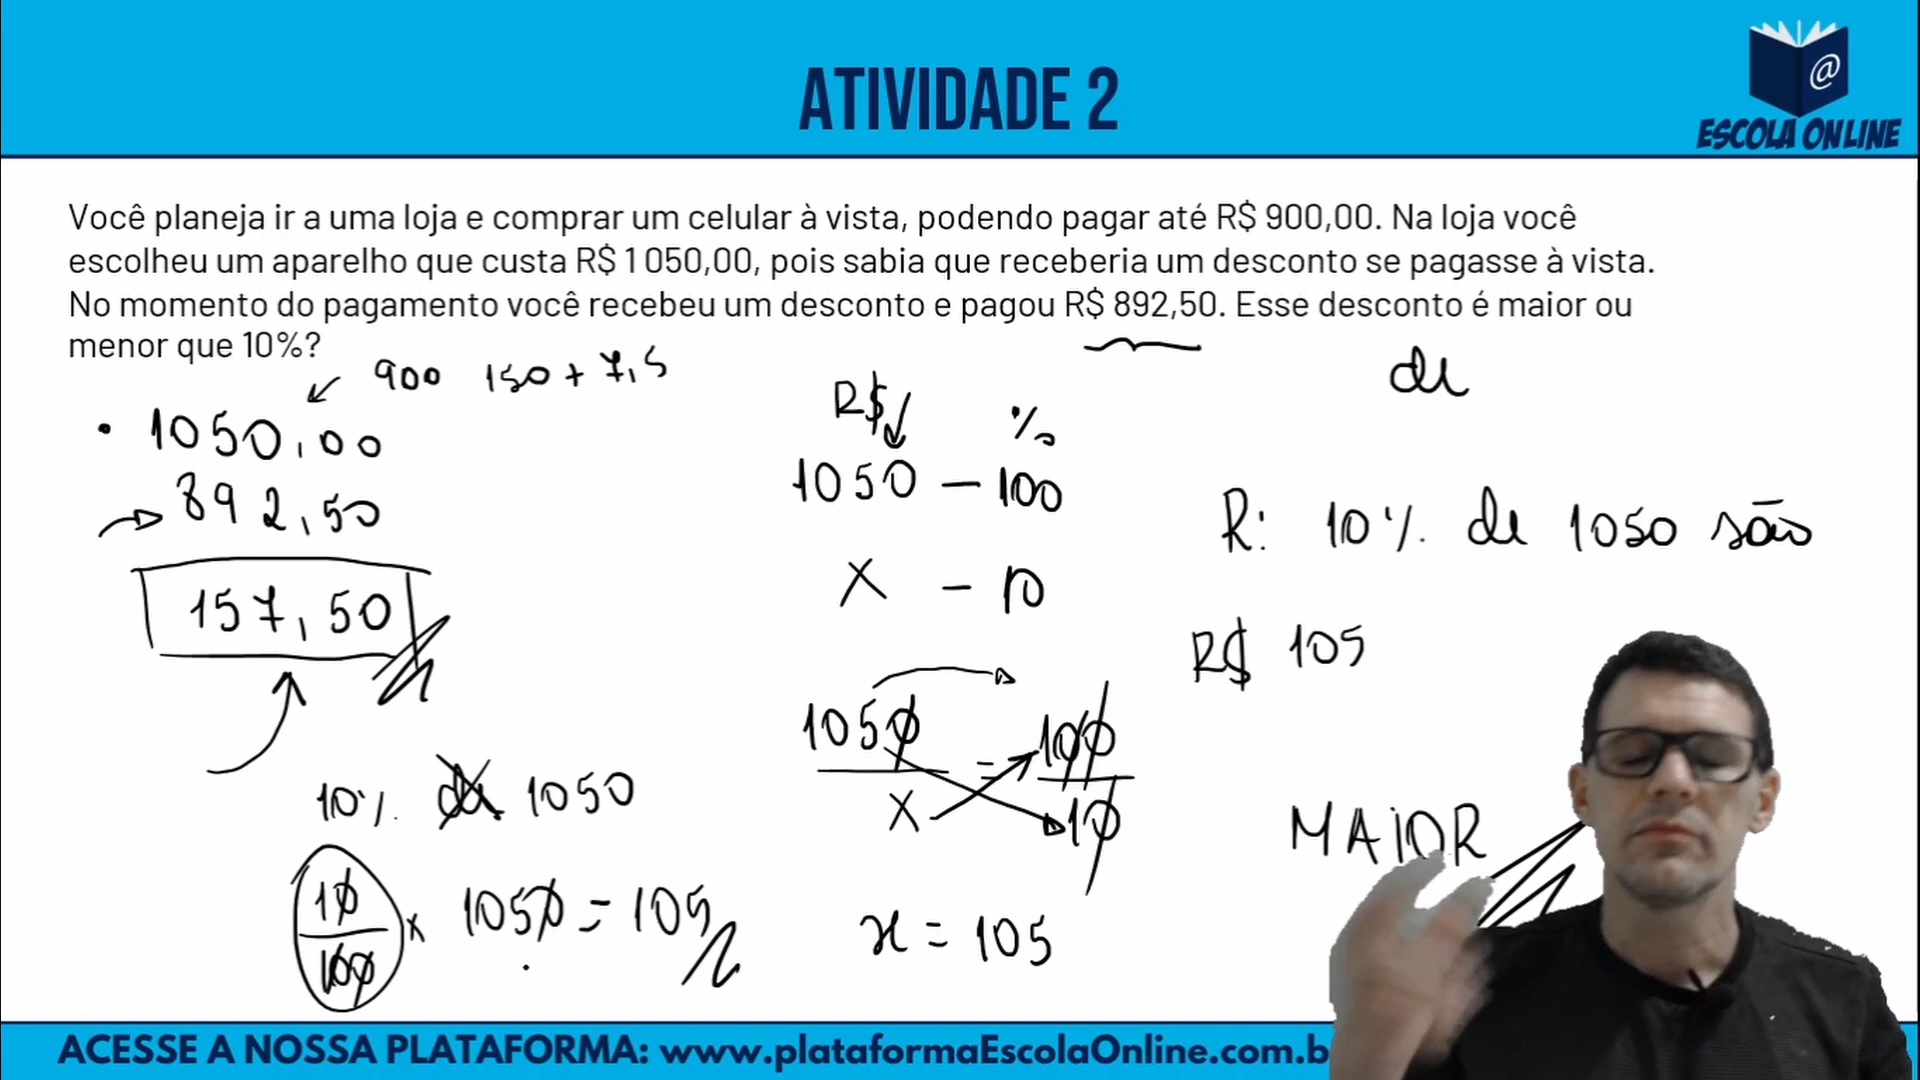 ATIVIDADE 2
@
ESCOLA ONLINE
Você planeja ir a uma loja e comprar um celular à vista, podendo pagar até R$ 900,00. Na loja você
escolheu um aparelho que custa R$ 1 050,00, pois sabia que receberia um desconto se pagasse à vista.
No momento do pagamento você recebeu um desconto e pagou R$ 892,50. Esse desconto é maior ou
menor que 10%?
900 150 + 7,5
1050,00
892,50
157,50
10% de 1050
10/100 x 1050 = 105
R$ %
1050 — 100
X — 10
1050/X = 100/10
x = 105
de
R: 10% de 1050 são
R$ 105
MAIOR
ACESSE A NOSSA PLATAFORMA: www.plataformaEscolaOnline.com.b